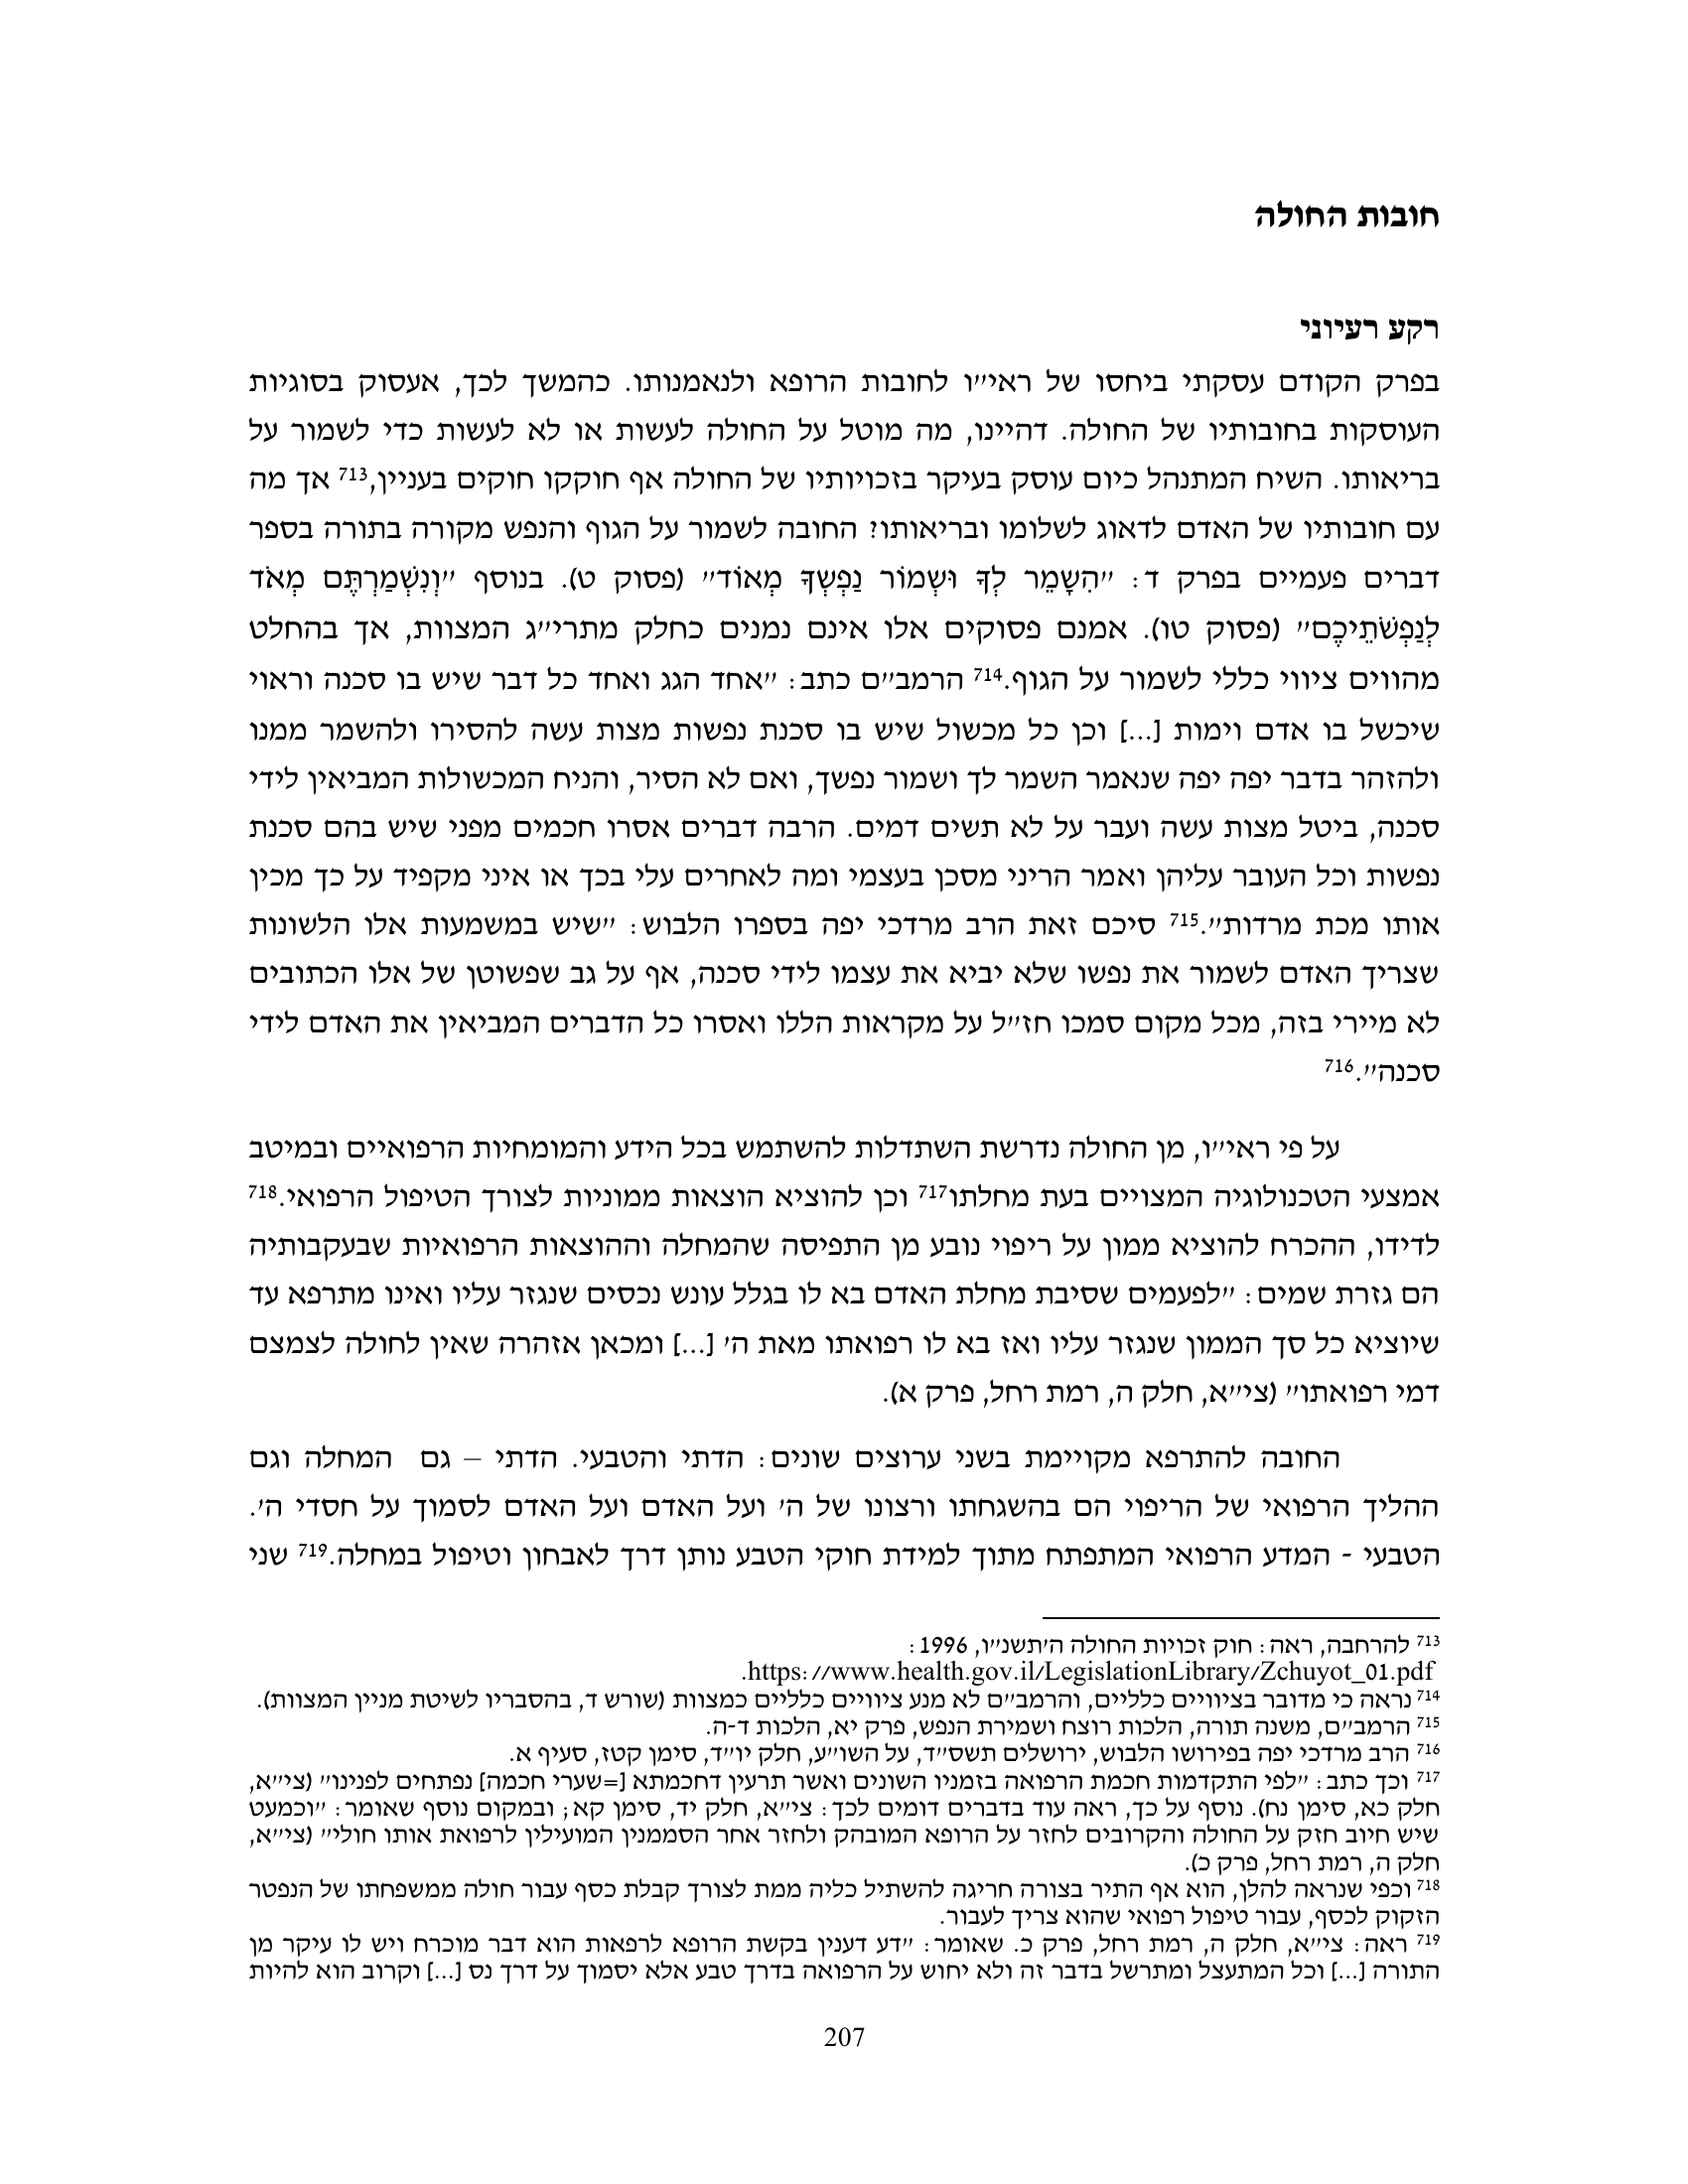 חובות החולה
רקע רעיוני
בפרק הקודם עסקתי ביחסו של ראי״ו לחובות הרופא ולנאמנותו. כהמשך לכך, אעסוק בסוגיות
העוסקות בחובותיו של החולה. דהיינו, מה מוטל על החולה לעשות או לא לעשות כדי לשמור על
בריאותו. השיח המתנהל כיום עוסק בעיקר בזכויותיו של החולה אף חוקקו חוקים בעניין,713 אך מה
עם חובותיו של האדם לדאוג לשלומו ובריאותו? החובה לשמור על הגוף והנפש מקורה בתורה בספר
דברים פעמיים בפרק ד: ״הִשָּׁמֵר לְךָ וּשְׁמוֹר נַפְשְׁךָ מְאוֹד״ (פסוק ט). בנוסף ״וְנִשְׁמַרְתֶּם מְאֹד
לְנַפְשֹׁתֵיכֶם״ (פסוק טו). אמנם פסוקים אלו אינם נמנים כחלק מתרי״ג המצוות, אך בהחלט
מהווים ציווי כללי לשמור על הגוף.714 הרמב״ם כתב: ״אחד הגג ואחד כל דבר שיש בו סכנה וראוי
שיכשל בו אדם וימות [...] וכן כל מכשול שיש בו סכנת נפשות מצות עשה להסירו ולהשמר ממנו
ולהזהר בדבר יפה יפה שנאמר השמר לך ושמור נפשך, ואם לא הסיר, והניח המכשולות המביאין לידי
סכנה, ביטל מצות עשה ועבר על לא תשים דמים. הרבה דברים אסרו חכמים מפני שיש בהם סכנת
נפשות וכל העובר עליהן ואמר הריני מסכן בעצמי ומה לאחרים עלי בכך או איני מקפיד על כך מכין
אותו מכת מרדות״.715 סיכם זאת הרב מרדכי יפה בספרו הלבוש: ״שיש במשמעות אלו הלשונות
שצריך האדם לשמור את נפשו שלא יביא את עצמו לידי סכנה, אף על גב שפשוטן של אלו הכתובים
לא מיירי בזה, מכל מקום סמכו חז״ל על מקראות הללו ואסרו כל הדברים המביאין את האדם לידי
סכנה״.716
על פי ראי״ו, מן החולה נדרשת השתדלות להשתמש בכל הידע והמומחיות הרפואיים ובמיטב
אמצעי הטכנולוגיה המצויים בעת מחלתו717 וכן להוציא הוצאות ממוניות לצורך הטיפול הרפואי.718
לדידו, ההכרח להוציא ממון על ריפוי נובע מן התפיסה שהמחלה וההוצאות הרפואיות שבעקבותיה
הם גזרת שמים: ״לפעמים שסיבת מחלת האדם בא לו בגלל עונש נכסים שנגזר עליו ואינו מתרפא עד
שיוציא כל סך הממון שנגזר עליו ואז בא לו רפואתו מאת ה׳ [...] ומכאן אזהרה שאין לחולה לצמצם
דמי רפואתו״ (צי״א, חלק ה, רמת רחל, פרק א).
החובה להתרפא מקויימת בשני ערוצים שונים: הדתי והטבעי. הדתי – גם המחלה וגם
ההליך הרפואי של הריפוי הם בהשגחתו ורצונו של ה׳ ועל האדם ועל האדם לסמוך על חסדי ה׳.
הטבעי - המדע הרפואי המתפתח מתוך למידת חוקי הטבע נותן דרך לאבחון וטיפול במחלה.719 שני
713 להרחבה, ראה: חוק זכויות החולה ה׳תשנ״ו, 1996:
https://www.health.gov.il/LegislationLibrary/Zchuyot_01.pdf.
714 נראה כי מדובר בציוויים כלליים, והרמב״ם לא מנע ציוויים כלליים כמצוות (שורש ד, בהסבריו לשיטת מניין המצוות).
715 הרמב״ם, משנה תורה, הלכות רוצח ושמירת הנפש, פרק יא, הלכות ד-ה.
716 הרב מרדכי יפה בפירושו הלבוש, ירושלים תשס״ד, על השו״ע, חלק יו״ד, סימן קטז, סעיף א.
717 וכך כתב: ״לפי התקדמות חכמת הרפואה בזמניו השונים ואשר תרעין דחכמתא [=שערי חכמה] נפתחים לפנינו״ (צי״א,
חלק כא, סימן נח). נוסף על כך, ראה עוד בדברים דומים לכך: צי״א, חלק יד, סימן קא; ובמקום נוסף שאומר: ״וכמעט
שיש חיוב חזק על החולה והקרובים לחזר על הרופא המובהק ולחזר אחר הסממנין המועילין לרפואת אותו חולי״ (צי״א,
חלק ה, רמת רחל, פרק כ).
718 וכפי שנראה להלן, הוא אף התיר בצורה חריגה להשתיל כליה ממת לצורך קבלת כסף עבור חולה ממשפחתו של הנפטר
הזקוק לכסף, עבור טיפול רפואי שהוא צריך לעבור.
719 ראה: צי״א, חלק ה, רמת רחל, פרק כ. שאומר: ״דע דענין בקשת הרופא לרפאות הוא דבר מוכרח ויש לו עיקר מן
התורה [...] וכל המתעצל ומתרשל בדבר זה ולא יחוש על הרפואה בדרך טבע אלא יסמוך על דרך נס [...] וקרוב הוא להיות
207